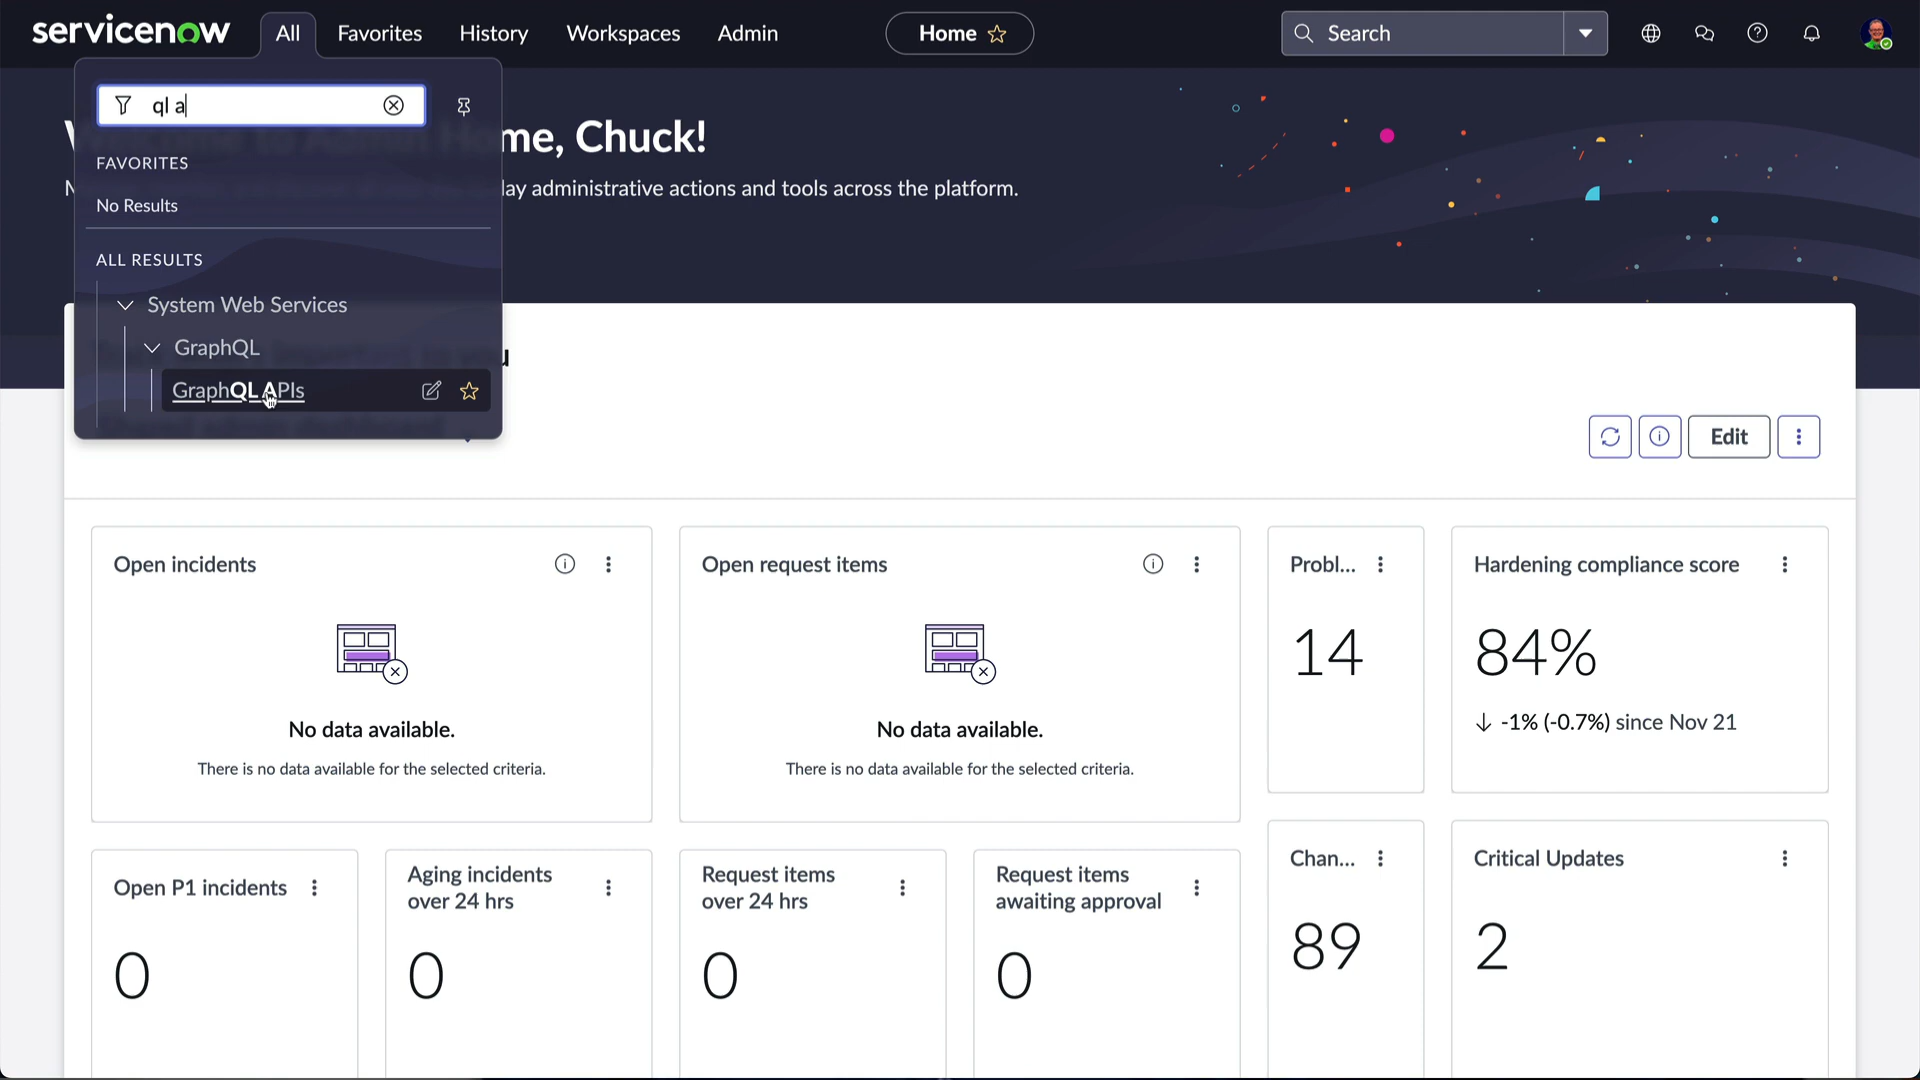 servicenow
All
Favorites
History
Workspaces
Admin
Home
Search
ql a
me, Chuck!
FAVORITES
lay administrative actions and tools across the platform.
No Results
ALL RESULTS
System Web Services
GraphQL
GraphQL APIs
Edit
Open incidents
Open request items
Probl...
Hardening compliance score
14
84%
-1% (-0.7%) since Nov 21
No data available.
There is no data available for the selected criteria.
No data available.
There is no data available for the selected criteria.
Open P1 incidents
Aging incidents
over 24 hrs
Request items
over 24 hrs
Request items
awaiting approval
Chan...
Critical Updates
0
0
0
0
89
2